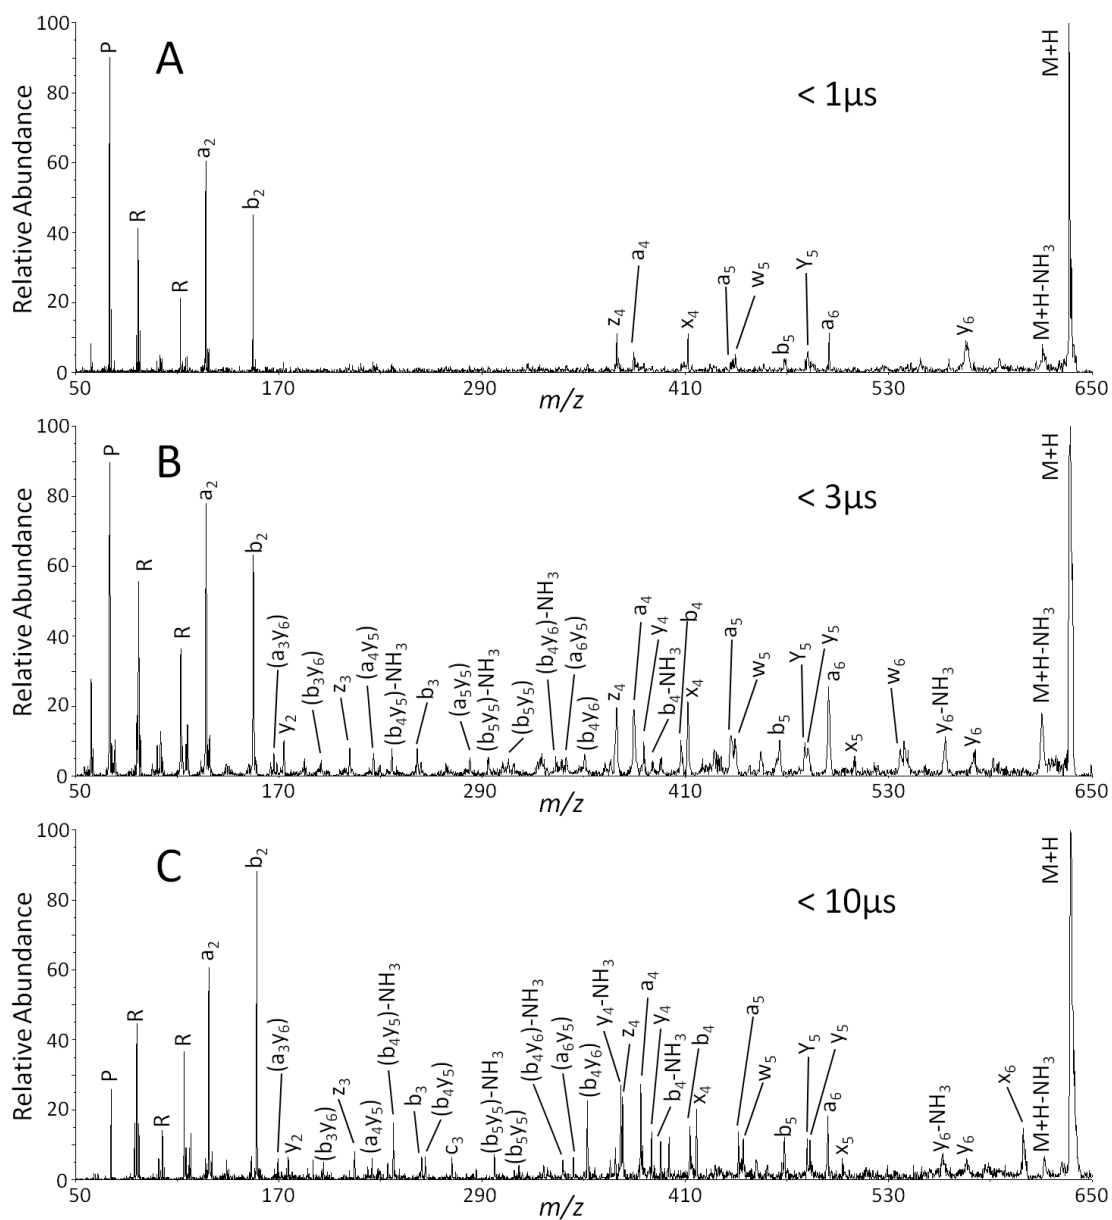 A
< 1µs
Relative Abundance
100
80
60
40
20
0
P
R
R
a2
b2
z4
a4
x4
a5
w5
b5
Y5
a6
y6
M+H-NH3
M+H
50 170 290 410 530 650
m/z
B
< 3µs
Relative Abundance
100
80
60
40
20
0
P
R
R
a2
b2
(a3y6)
y2
(b3y6)
z3
(a4y5)
(b4y5)-NH3
b3
(a5y5)
(b5y5)-NH3
(b5y5)
(b4y6)-NH3
(a6y5)
(b4y6)
z4
a4
y4
b4-NH3
b4
x4
a5
w5
b5
Y5
y5
a6
x5
w6
y6-NH3
y6
M+H-NH3
M+H
50 170 290 410 530 650
m/z
C
< 10µs
Relative Abundance
100
80
60
40
20
0
P
R
R
R
a2
b2
(a3y6)
y2
(b3y6)
z3
(a4y5)
(b4y5)-NH3
b3
(b4y5)
c3
(b5y5)-NH3
(b5y5)
(b4y6)-NH3
(a6y5)
(b4y6)
y4-NH3
z4
a4
y4
b4-NH3
b4
x4
a5
w5
b5
Y5
y5
a6
x5
y6-NH3
y6
x6
M+H-NH3
M+H
50 170 290 410 530 650
m/z